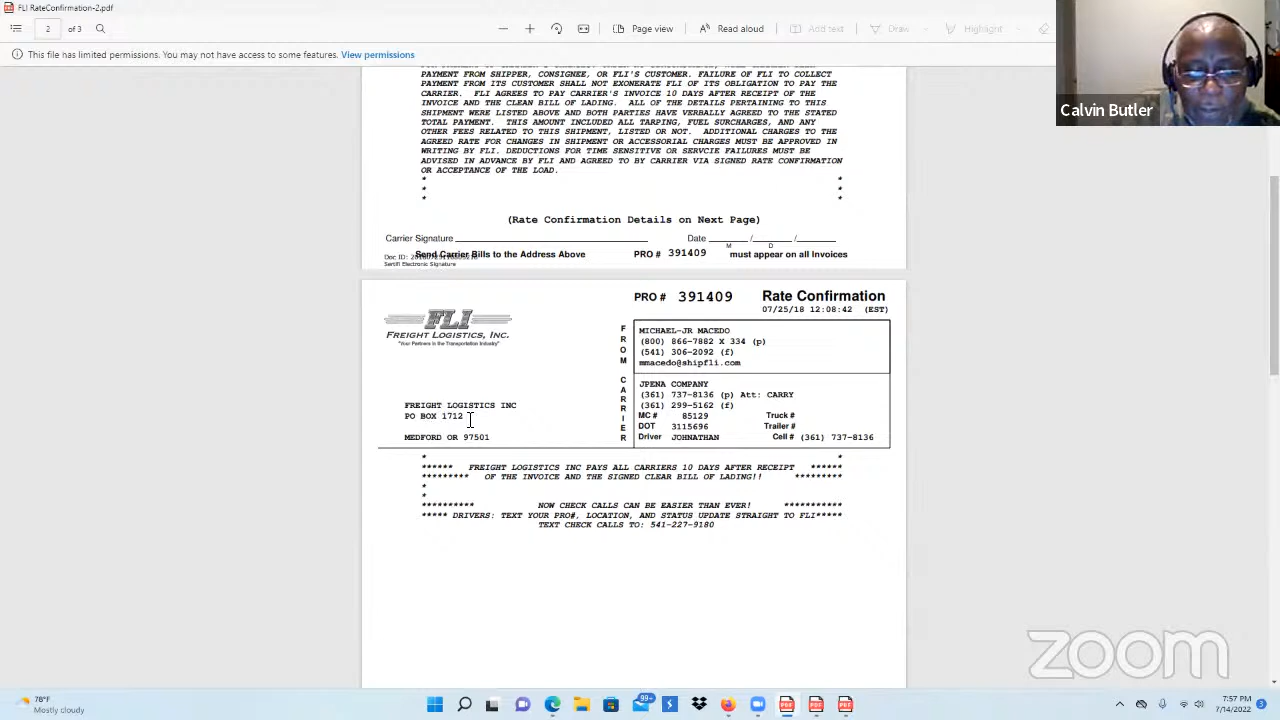 FLI RateConfirmation-Z.pdf
2 of 3
Page view
Read aloud
Add text
Draw
Highlight
This file has limited permissions. You may not have access to some features. View permissions
Calvin Butler
PAYMENT FROM SHIPPER, CONSIGNEE, OR FLI'S CUSTOMER. FAILURE OF FLI TO COLLECT
PAYMENT FROM ITS CUSTOMER SHALL NOT EXONERATE FLI OF ITS OBLIGATION TO PAY THE
CARRIER. FLI AGREES TO PAY CARRIER'S INVOICE 10 DAYS AFTER RECEIPT OF THE
INVOICE AND THE CLEAN BILL OF LADING. ALL OF THE DETAILS PERTAINING TO THIS
SHIPMENT WERE LISTED ABOVE AND BOTH PARTIES HAVE VERBALLY AGREED TO THE STATED
TOTAL PAYMENT. THIS AMOUNT INCLUDED ALL TARPING, FUEL SURCHARGES, AND ANY
OTHER FEES RELATED TO THIS SHIPMENT, LISTED OR NOT. ADDITIONAL CHARGES TO THE
AGREED RATE FOR CHANGES IN SHIPMENT OR ACCESSORIAL CHARGES MUST BE APPROVED IN
WRITING BY FLI. DEDUCTIONS FOR TIME SENSITIVE OR SERVCIE FAILURES MUST BE
ADVISED IN ADVANCE BY FLI AND AGREED TO BY CARRIER VIA SIGNED RATE CONFIRMATION
OR ACCEPTANCE OF THE LOAD.
* *
* *
* *
(Rate Confirmation Details on Next Page)
Carrier Signature Date / /
M D
Send Carrier Bills to the Address Above PRO # 391409 must appear on all Invoices
Doc ID:
Sertifi Electronic Signature
PRO # 391409 Rate Confirmation
07/25/18 12:08:42 (EST)
FLI
FREIGHT LOGISTICS, INC.
"Your Partners in the Transportation Industry"
FROM
MICHAEL-JR MACEDO
(800) 866-7882 X 334 (p)
(541) 306-2092 (f)
mmacedo@shipfli.com
CARRIER
JPENA COMPANY
(361) 737-8136 (p) Att: CARRY
(361) 299-5162 (f)
MC # 85129 Truck #
DOT 3115696 Trailer #
Driver JOHNATHAN Cell # (361) 737-8136
FREIGHT LOGISTICS INC
PO BOX 1712
MEDFORD OR 97501
* *
****** FREIGHT LOGISTICS INC PAYS ALL CARRIERS 10 DAYS AFTER RECEIPT ******
********* OF THE INVOICE AND THE SIGNED CLEAR BILL OF LADING!! *********
*
*
********** NOW CHECK CALLS CAN BE EASIER THAN EVER! ***********
***** DRIVERS: TEXT YOUR PRO#, LOCATION, AND STATUS UPDATE STRAIGHT TO FLI*****
TEXT CHECK CALLS TO: 541-227-9180
zoom
78°F
Mostly cloudy
99+
7:57 PM
7/14/2022
3